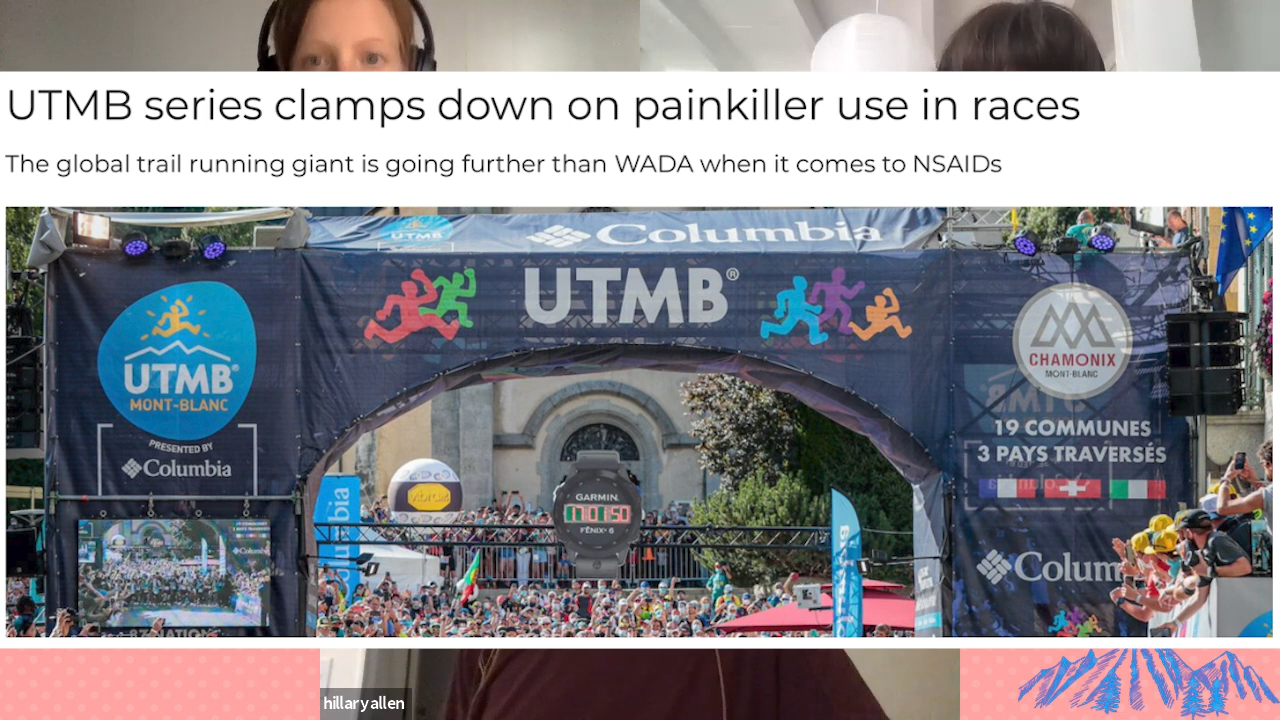 UTMB series clamps down on painkiller use in races
The global trail running giant is going further than WADA when it comes to NSAIDs
UTMB
Columbia
UTMB®
UTMB®
MONT-BLANC
PRESENTED BY
Columbia
CHAMONIX
MONT-BLANC
19 COMMUNES
3 PAYS TRAVERSÉS
GARMIN
FĒNIX® 6
Colum
hillaryallen